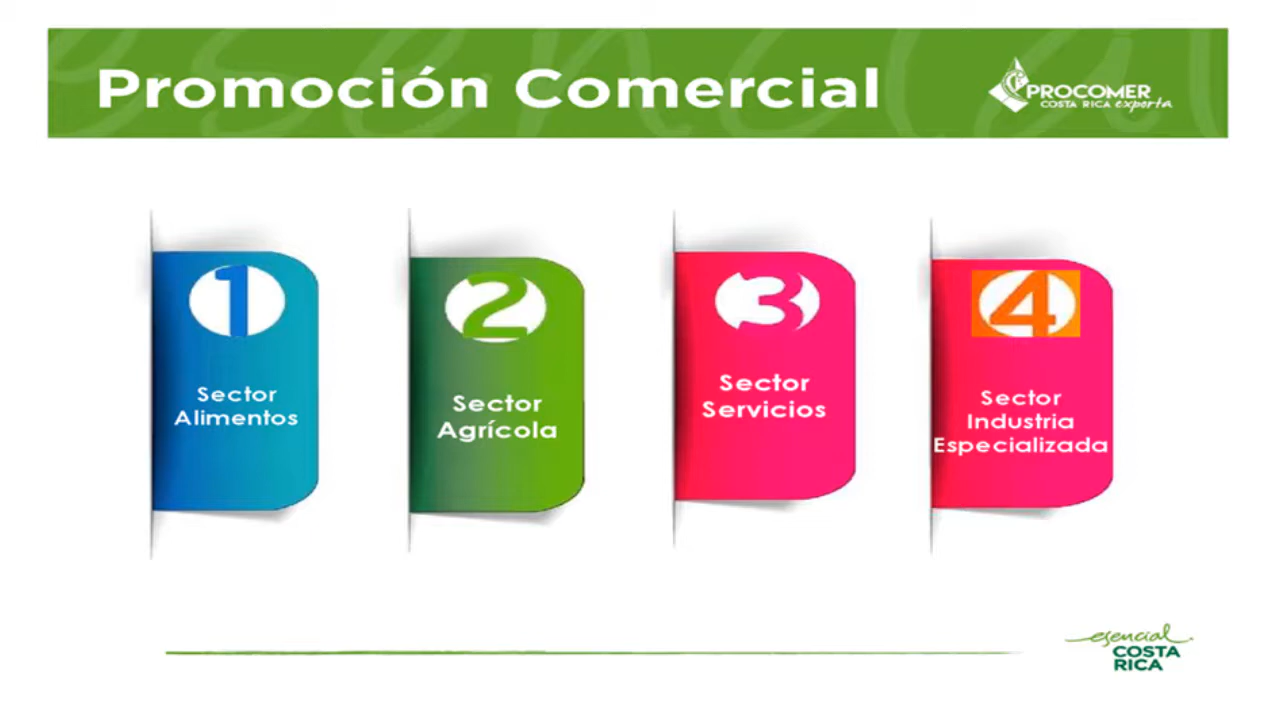 Promoción Comercial
PROCOMER
COSTA RICA exporta
1
Sector
Alimentos
2
Sector
Agrícola
3
Sector
Servicios
4
Sector
Industria
Especializada
esencial
COSTA
RICA